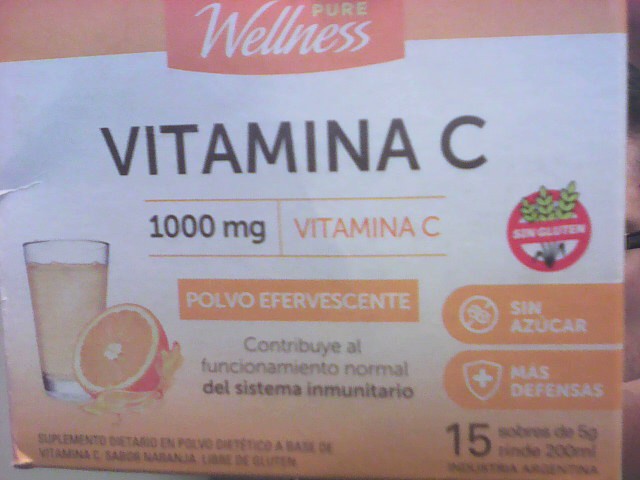 PURE
Wellness
VITAMINA C
1000 mg VITAMINA C
SIN GLUTEN
POLVO EFERVESCENTE
SIN
AZÚCAR
Contribuye al
funcionamiento normal
del sistema inmunitario
MÁS
DEFENSAS
SUPLEMENTO DIETARIO EN POLVO DIETÉTICO A BASE DE
VITAMINA C, SABOR NARANJA. LIBRE DE GLUTEN.
15 sobres de 5g
rinde 200ml
INDUSTRIA ARGENTINA